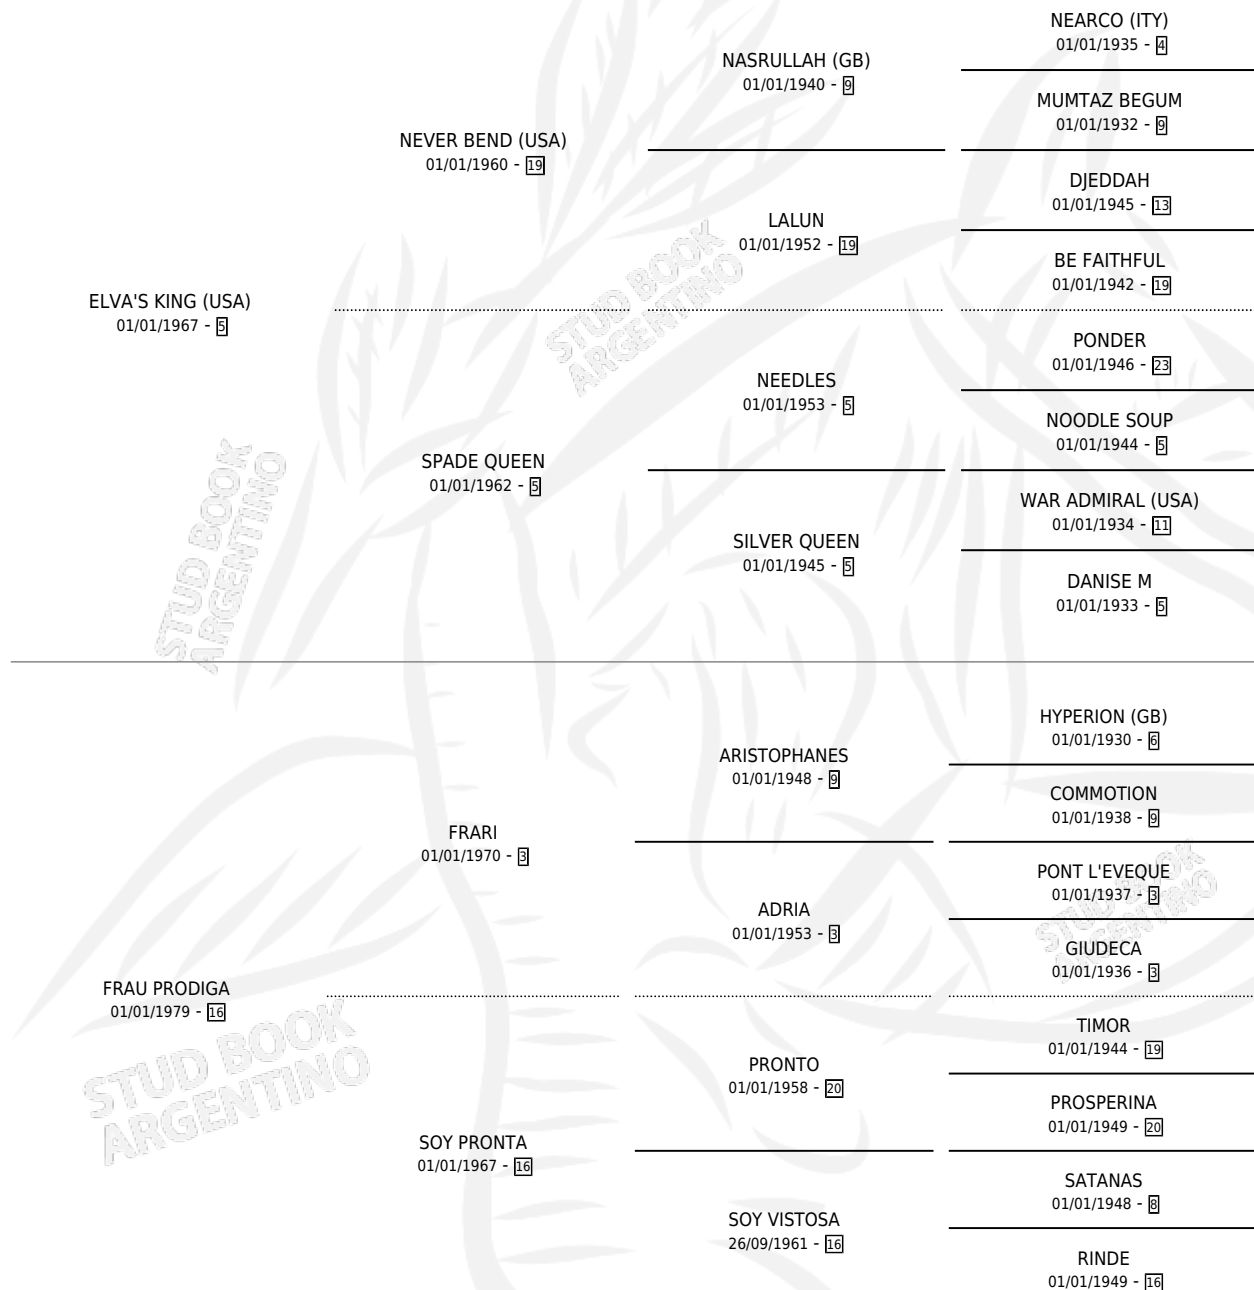 NEARCO (ITY)
01/01/1935 - 4
NASRULLAH (GB)
01/01/1940 - 9
MUMTAZ BEGUM
01/01/1932 - 9
NEVER BEND (USA)
01/01/1960 - 19
DJEDDAH
01/01/1945 - 13
LALUN
01/01/1952 - 19
BE FAITHFUL
01/01/1942 - 19
ELVA'S KING (USA)
01/01/1967 - 5
STUD BOOK
ARGENTINO
PONDER
01/01/1946 - 23
NEEDLES
01/01/1953 - 5
NOODLE SOUP
01/01/1944 - 5
SPADE QUEEN
01/01/1962 - 5
WAR ADMIRAL (USA)
01/01/1934 - 11
SILVER QUEEN
01/01/1945 - 5
DANISE M
01/01/1933 - 5
STUD BOOK
ARGENTINO
HYPERION (GB)
01/01/1930 - 6
ARISTOPHANES
01/01/1948 - 9
COMMOTION
01/01/1938 - 9
FRARI
01/01/1970 - 3
PONT L'EVEQUE
01/01/1937 - 3
ADRIA
01/01/1953 - 3
GIUDECA
01/01/1936 - 3
STUD BOOK
ARGENTINO
FRAU PRODIGA
01/01/1979 - 16
TIMOR
01/01/1944 - 19
PRONTO
01/01/1958 - 20
PROSPERINA
01/01/1949 - 20
STUD BOOK
ARGENTINO
SOY PRONTA
01/01/1967 - 16
SATANAS
01/01/1948 - 8
SOY VISTOSA
26/09/1961 - 16
RINDE
01/01/1949 - 16